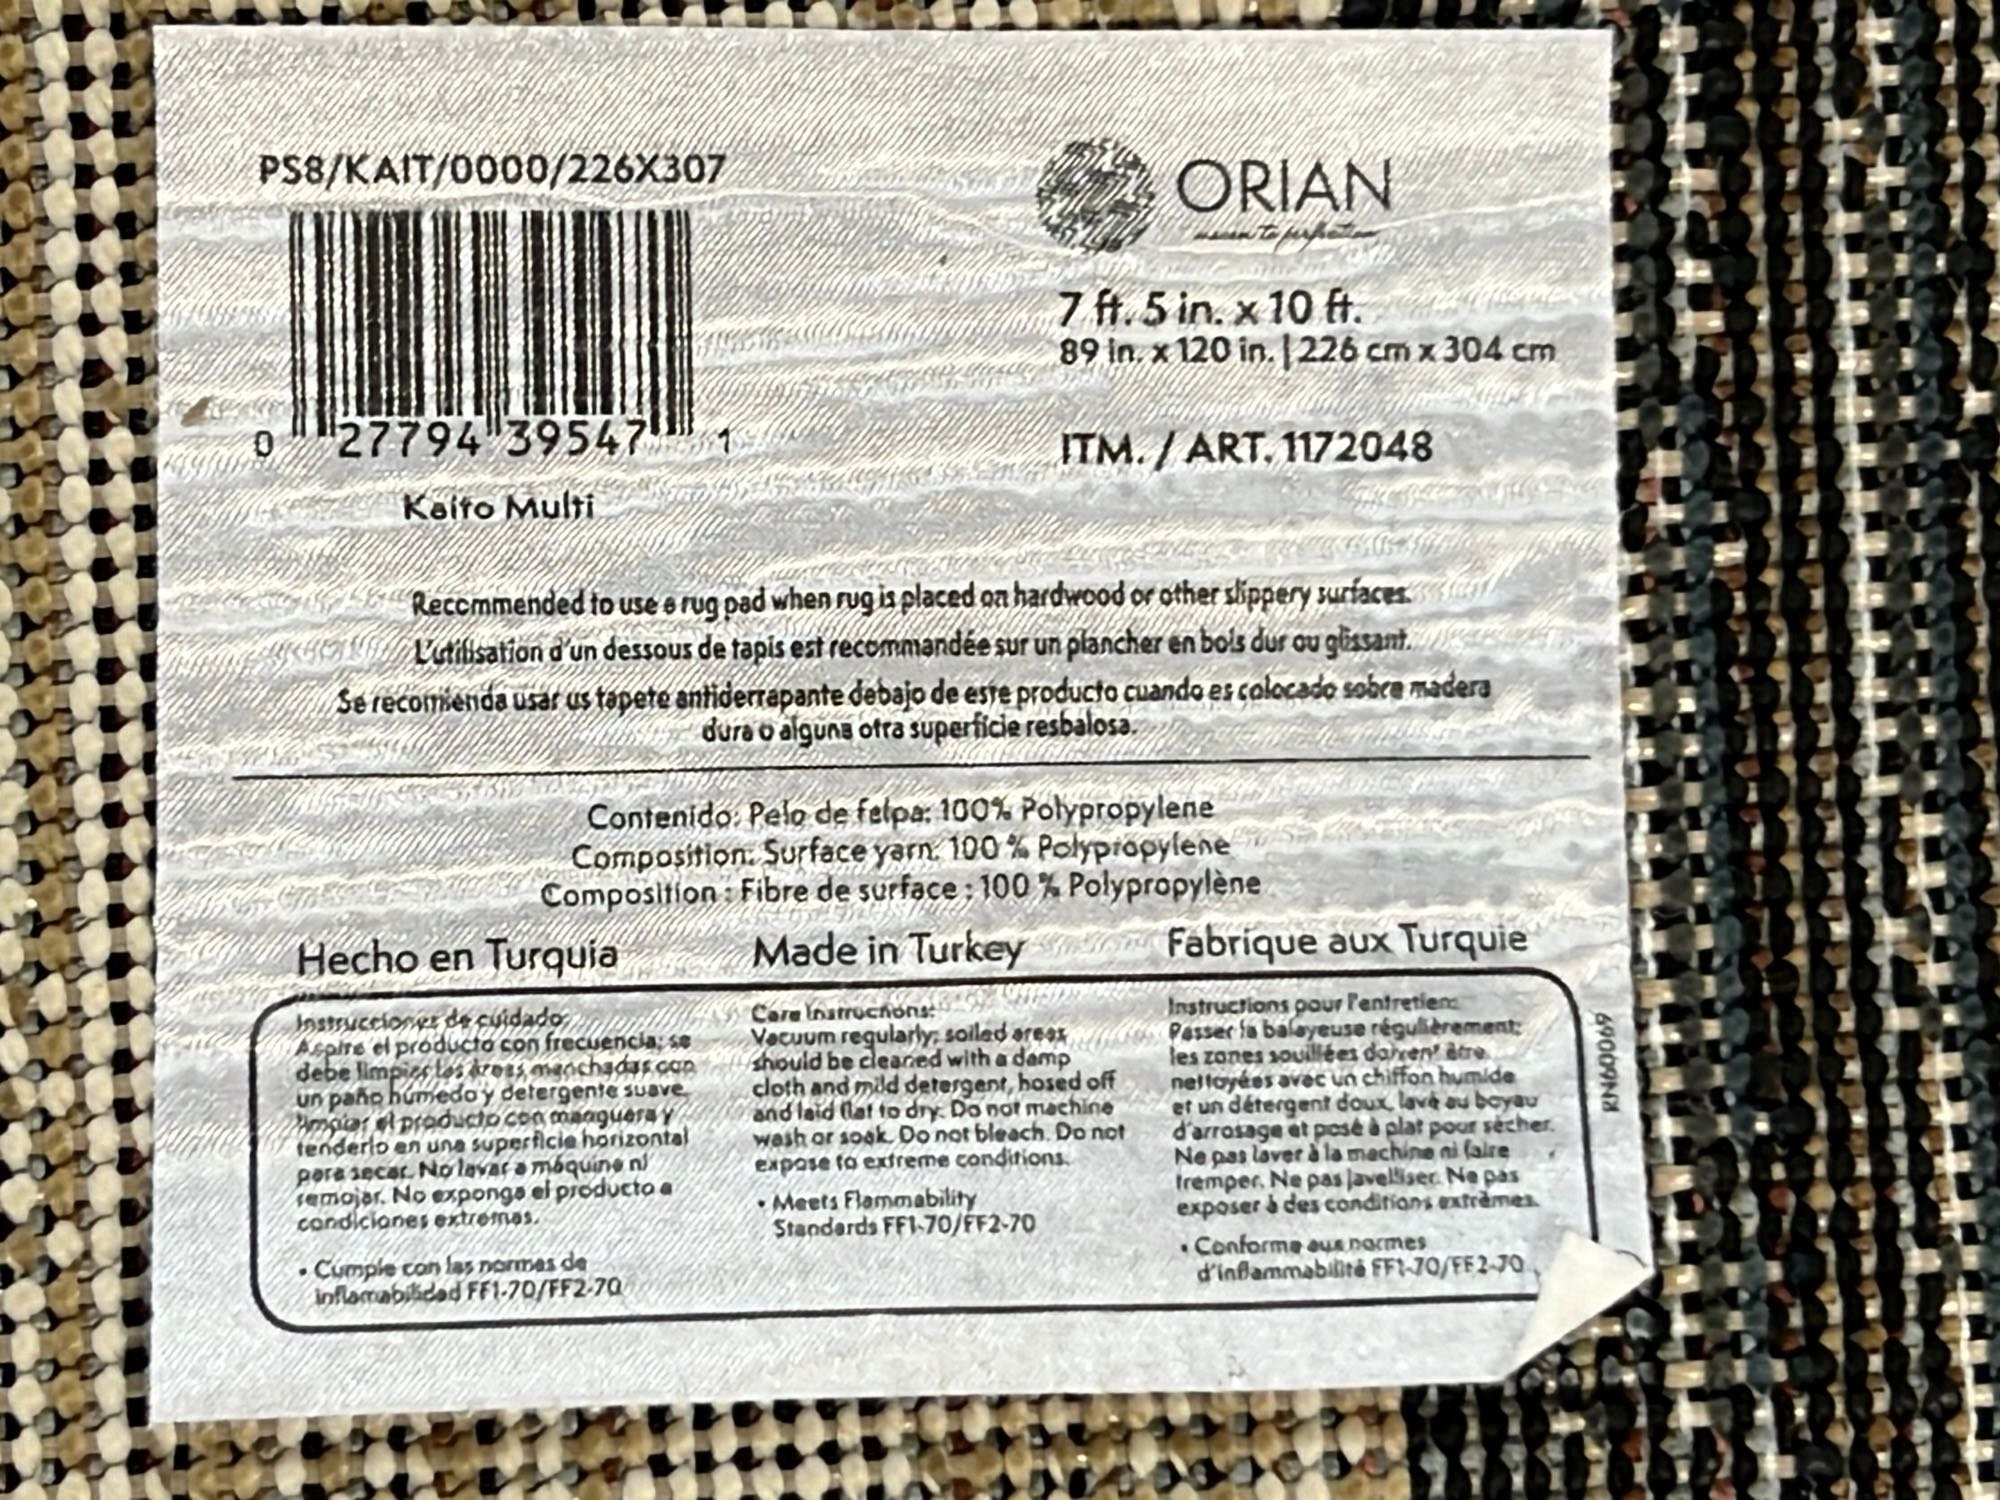 PS8/KAIT/0000/226X307
0 27794 39547 1
Kaito Multi
ORIAN
woven to perfection
7 ft. 5 in. x 10 ft.
89 in. x 120 in. | 226 cm x 304 cm
ITM. / ART. 1172048
Recommended to use a rug pad when rug is placed on hardwood or other slippery surfaces.
L'utilisation d'un dessous de tapis est recommandée sur un plancher en bois dur ou glissant.
Se recomienda usar us tapete antiderrapante debajo de este producto cuando es colocado sobre madera
dura o alguna otra superficie resbalosa.
Contenido: Pelo de felpa: 100% Polypropylene
Composition: Surface yarn: 100 % Polypropylene
Composition : Fibre de surface : 100 % Polypropylène
Hecho en Turquia
Instrucciones de cuidado:
Aspire el producto con frecuencia; se
debe limpiar las áreas manchadas con
un paño húmedo y detergente suave,
limpiar el producto con manguera y
tenderlo en una superficie horizontal
para secar. No lavar a máquina ni
remojar. No exponga el producto a
condiciones extremas.
• Cumple con las normas de
inflamabilidad FF1-70/FF2-70
Made in Turkey
Care Instructions:
Vacuum regularly; soiled areas
should be cleaned with a damp
cloth and mild detergent, hosed off
and laid flat to dry. Do not machine
wash or soak. Do not bleach. Do not
expose to extreme conditions.
• Meets Flammability
Standards FF1-70/FF2-70
Fabrique aux Turquie
Instructions pour l'entretien:
Passer la balayeuse régulièrement;
les zones souillées doivent être
nettoyées avec un chiffon humide
et un détergent doux, lavé au boyau
d'arrosage et posé à plat pour sécher.
Ne pas laver à la machine ni faire
tremper. Ne pas javelliser. Ne pas
exposer à des conditions extrêmes.
• Conforme aux normes
d'inflammabilité FF1-70/FF2-70
RN69069